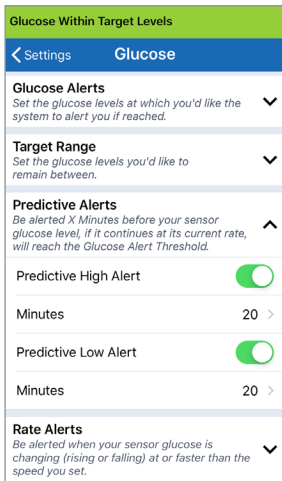 Glucose Within Target Levels
Settings
Glucose
Glucose Alerts
Set the glucose levels at which you'd like the
system to alert you if reached.
Target Range
Set the glucose levels you'd like to
remain between.
Predictive Alerts
Be alerted X Minutes before your sensor
glucose level, if it continues at its current rate,
will reach the Glucose Alert Threshold.
Predictive High Alert
Minutes 20
Predictive Low Alert
Minutes 20
Rate Alerts
Be alerted when your sensor glucose is
changing (rising or falling) at or faster than the
speed you set.